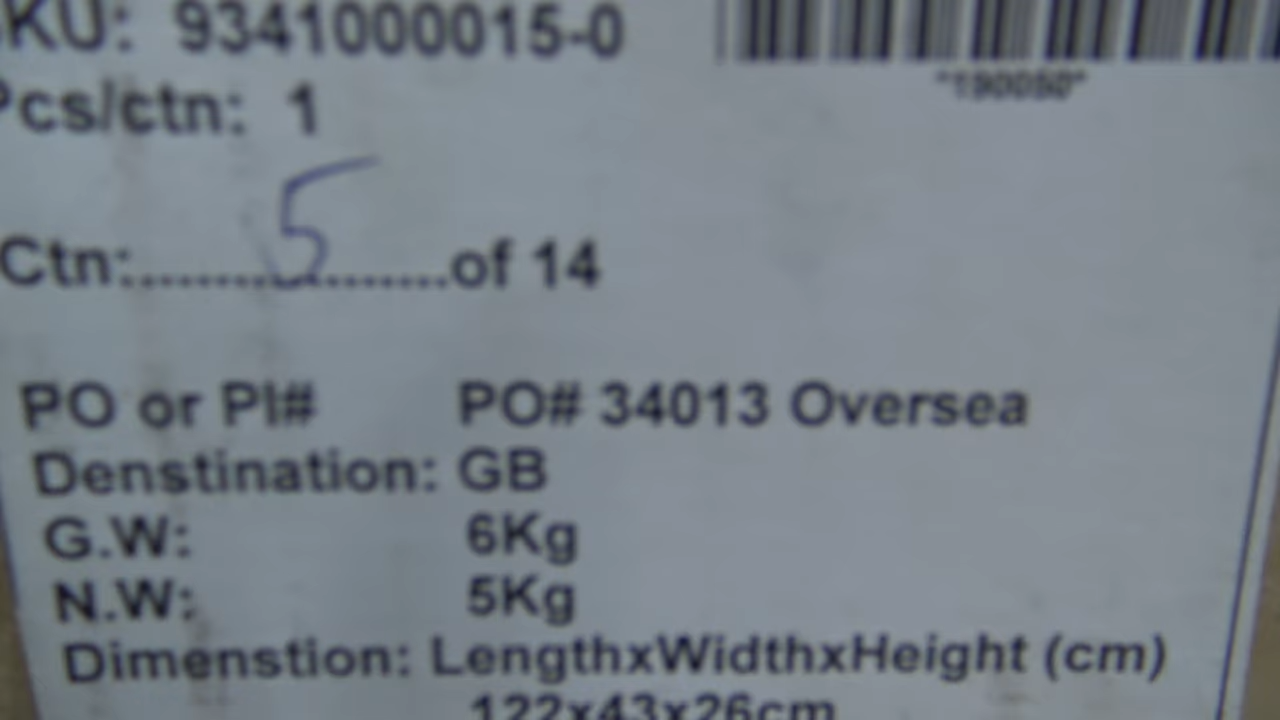 KU: 9341000015-0
"190050"
Pcs/ctn: 1
Ctn:..........5..........of 14
PO or PI# PO# 34013 Oversea
Denstination: GB
G.W: 6Kg
N.W: 5Kg
Dimenstion: LengthxWidthxHeight (cm)
122x43x26cm